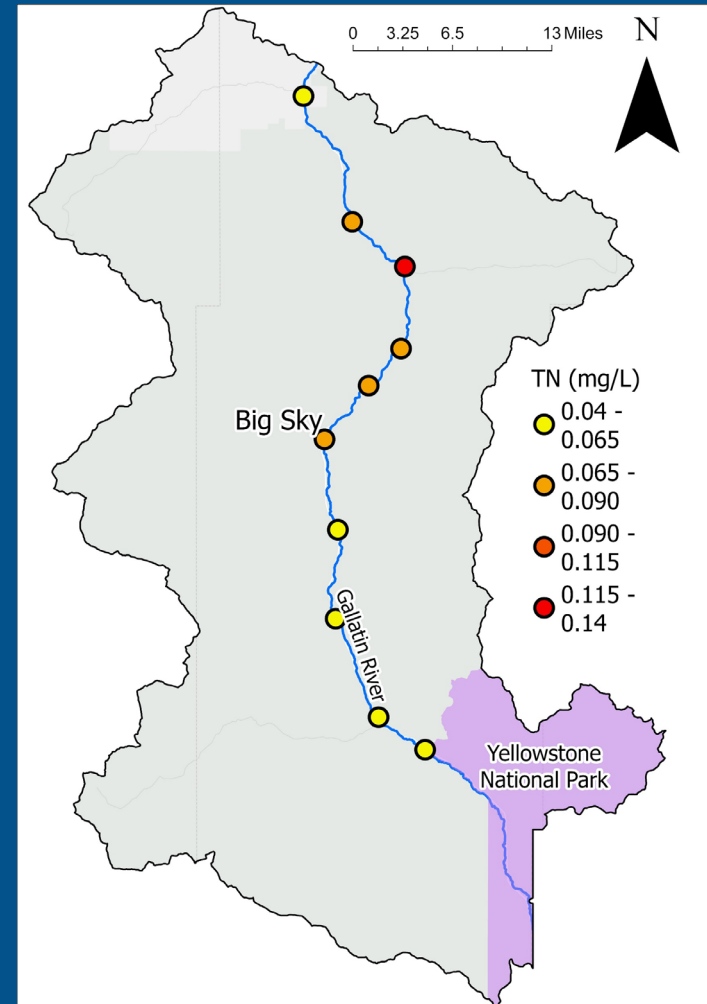 0 3.25 6.5 13 Miles
N
TN (mg/L)
0.04 -
0.065
0.065 -
0.090
0.090 -
0.115
0.115 -
0.14
Big Sky
Gallatin River
Yellowstone
National Park